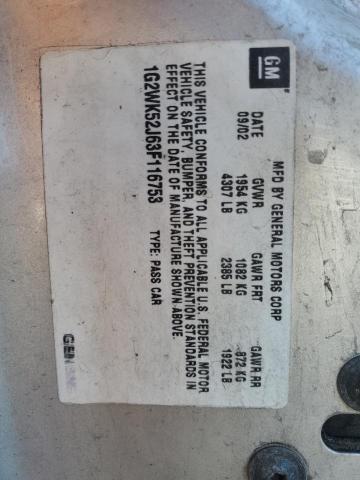 GM
MFD BY GENERAL MOTORS CORP
DATE GVWR GAWR FRT GAWR RR
09/02 1954 KG 1082 KG 872 KG
4307 LB 2385 LB 1922 LB
THIS VEHICLE CONFORMS TO ALL APPLICABLE U.S. FEDERAL MOTOR
VEHICLE SAFETY, BUMPER, AND THEFT PREVENTION STANDARDS IN
EFFECT ON THE DATE OF MANUFACTURE SHOWN ABOVE.
1G2WK52J63F116753 TYPE: PASS CAR